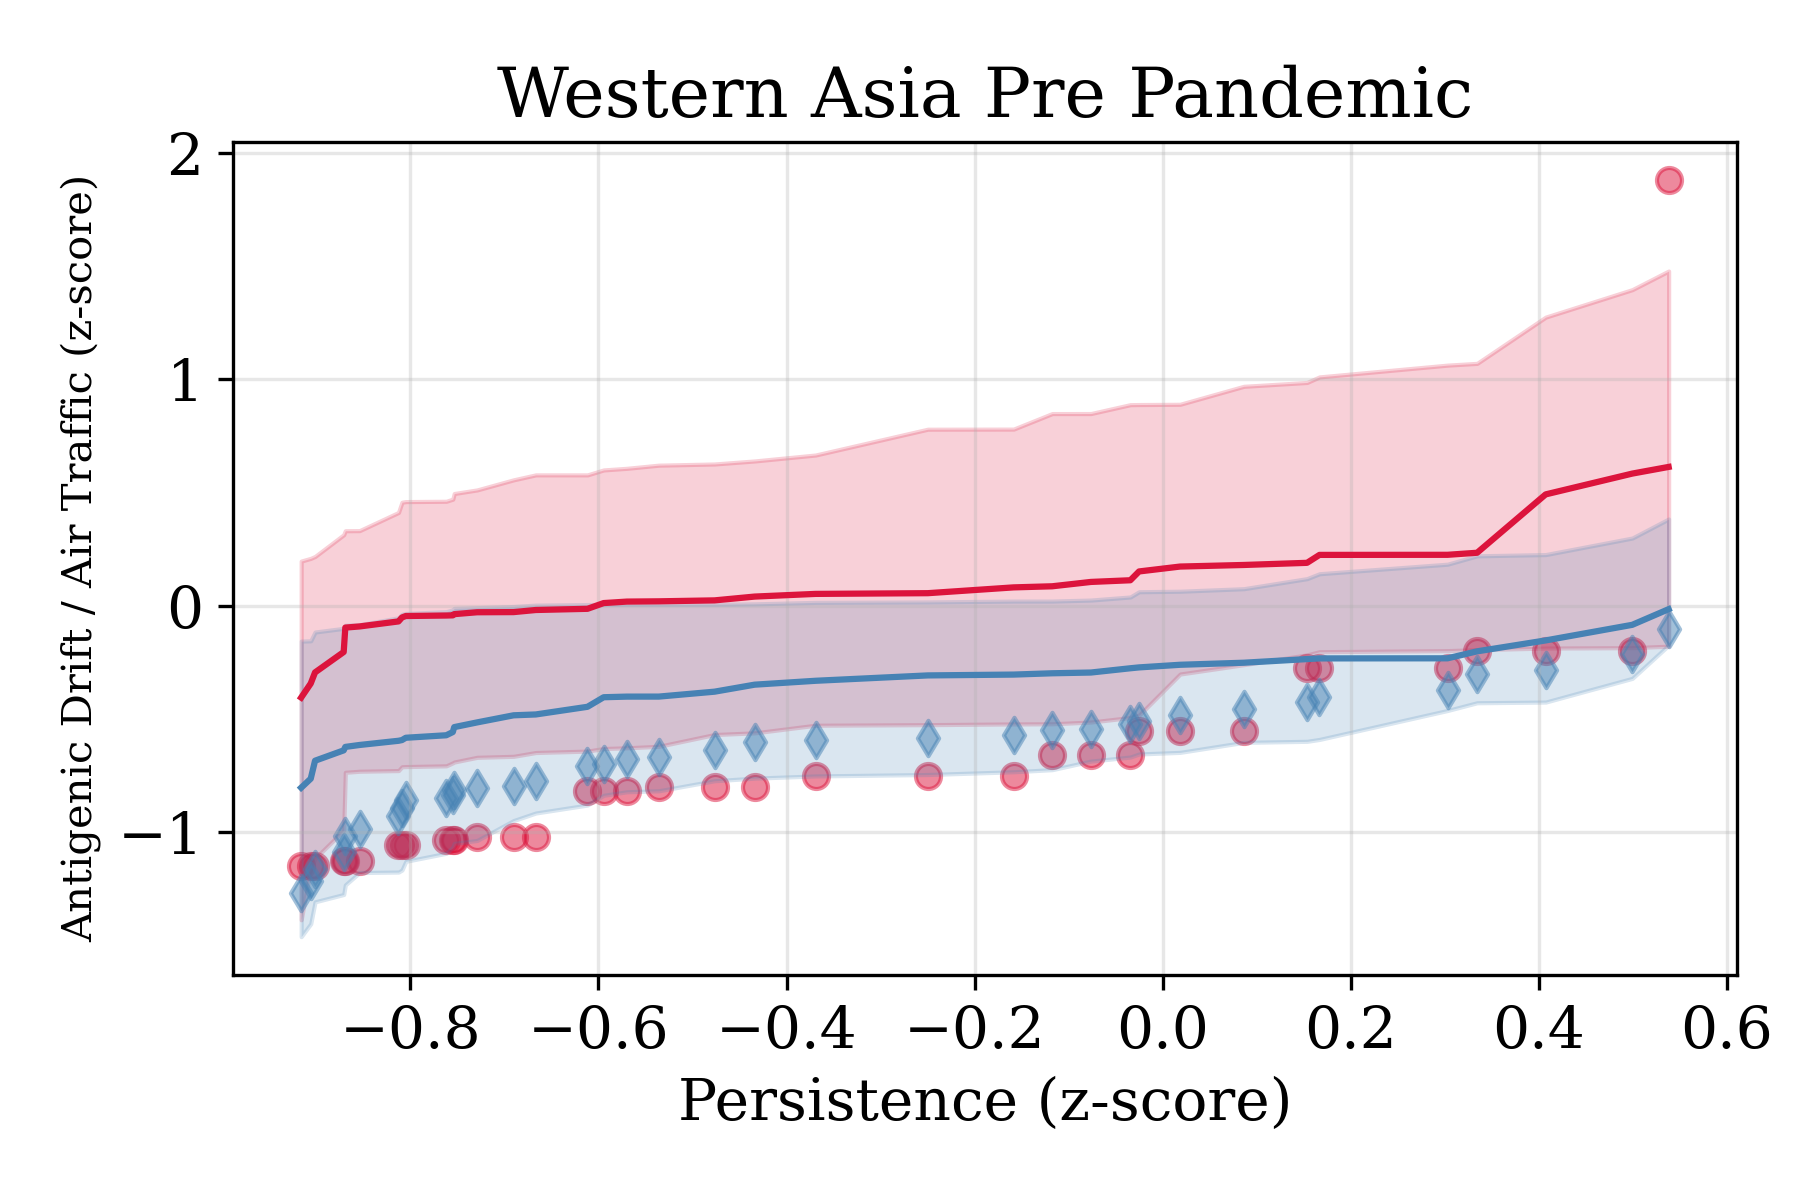 Western Asia Pre Pandemic
Antigenic Drift / Air Traffic (z-score)
2
1
0
−1
−0.8 −0.6 −0.4 −0.2 0.0 0.2 0.4 0.6
Persistence (z-score)